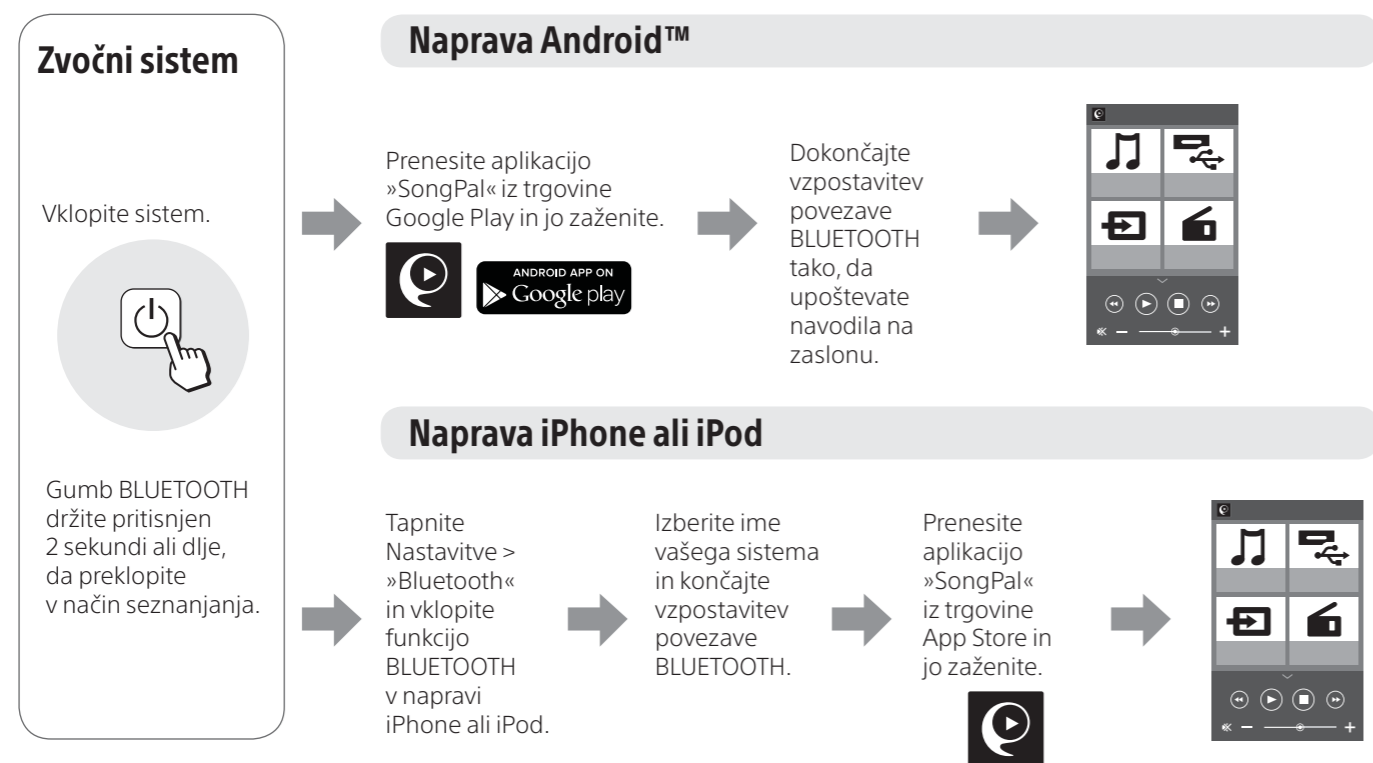 Zvočni sistem
Vklopite sistem.
Gumb BLUETOOTH
držite pritisnjen
2 sekundi ali dlje,
da preklopite
v način seznanjanja.
Naprava Android™
Prenesite aplikacijo
»SongPal« iz trgovine
Google Play in jo zaženite.
ANDROID APP ON
Google play
Dokončajte
vzpostavitev
povezave
BLUETOOTH
tako, da
upoštevate
navodila na
zaslonu.
Naprava iPhone ali iPod
Tapnite
Nastavitve >
»Bluetooth«
in vklopite
funkcijo
BLUETOOTH
v napravi
iPhone ali iPod.
Izberite ime
vašega sistema
in končajte
vzpostavitev
povezave
BLUETOOTH.
Prenesite
aplikacijo
»SongPal«
iz trgovine
App Store in
jo zaženite.